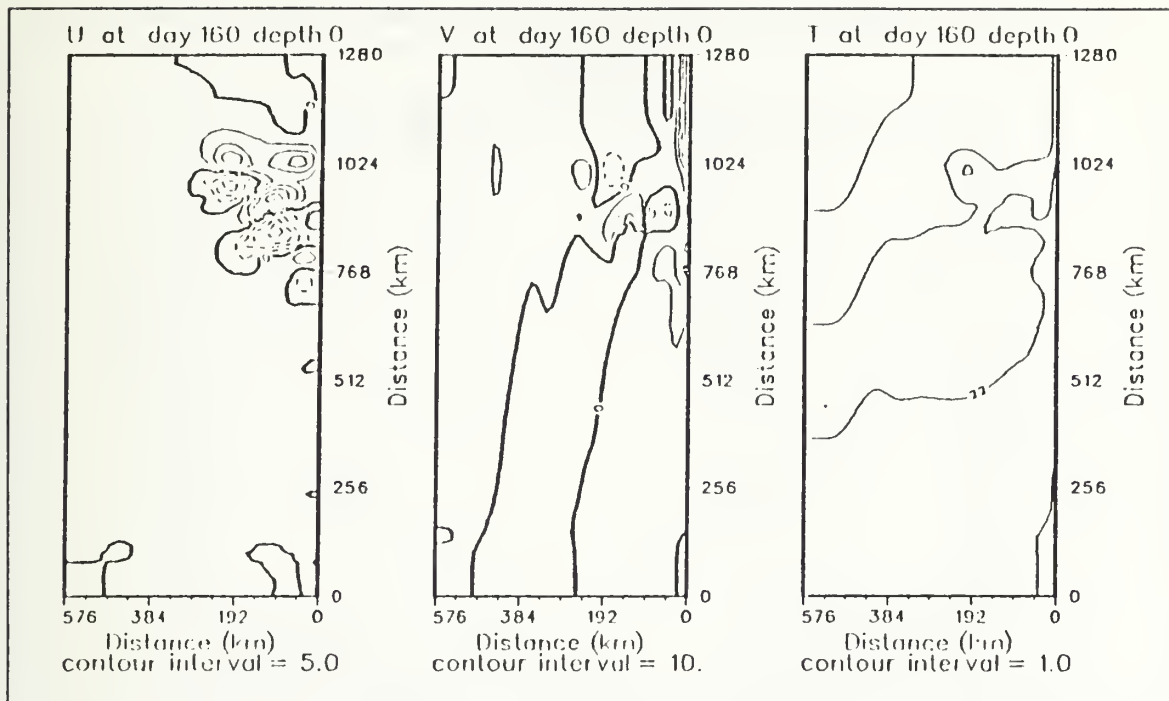 U at day 160 depth 0
1280
1024
768
512
256
0
Distance (km)
576 384 192 0
Distance (km)
contour interval = 5.0
V at day 160 depth 0
1280
1024
768
512
256
0
Distance (km)
576 384 192 0
Distance (km)
contour interval = 10.
T at day 160 depth 0
1280
1024
768
512
256
0
Distance (km)
22
576 384 192 0
Distance (km)
contour interval = 1.0